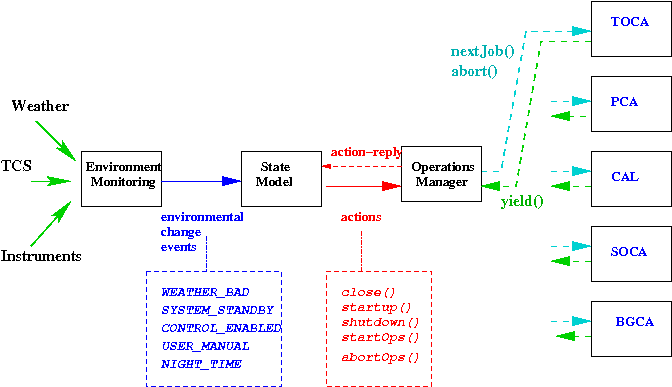 TOCA
nextJob()
abort()
PCA
Weather
TCS
Environment
Monitoring
State
Model
action-reply
Operations
Manager
CAL
yield()
environmental
change
events
actions
Instruments
SOCA
WEATHER_BAD
SYSTEM_STANDBY
CONTROL_ENABLED
USER_MANUAL
NIGHT_TIME
close()
startup()
shutdown()
startOps()
abortOps()
BGCA